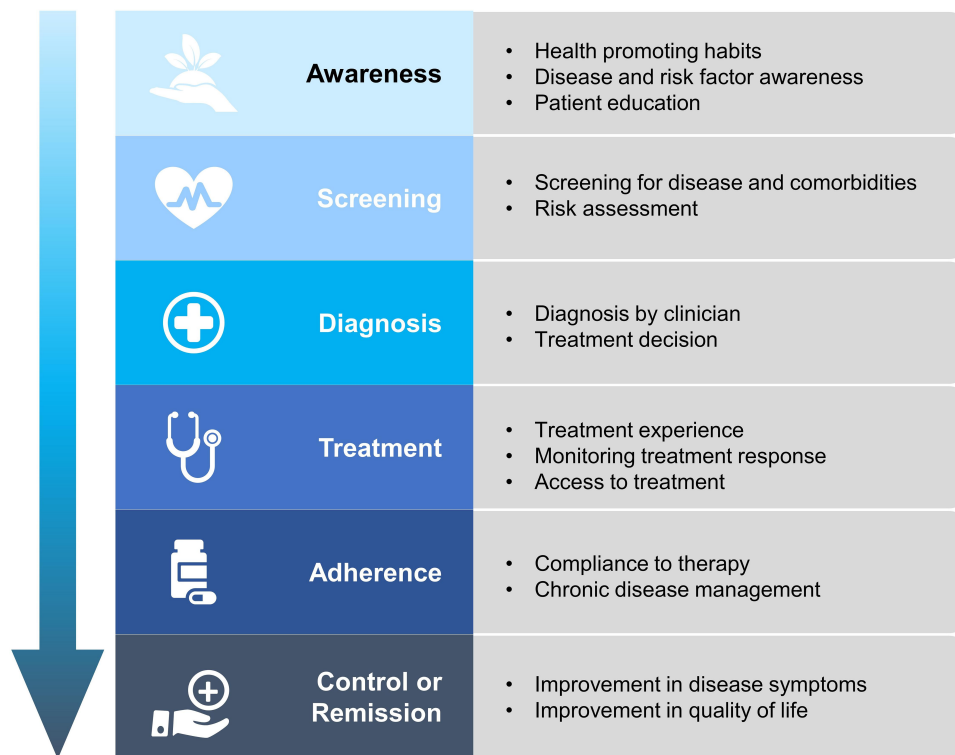 Awareness
• Health promoting habits
• Disease and risk factor awareness
• Patient education
Screening
• Screening for disease and comorbidities
• Risk assessment
Diagnosis
• Diagnosis by clinician
• Treatment decision
Treatment
• Treatment experience
• Monitoring treatment response
• Access to treatment
Adherence
• Compliance to therapy
• Chronic disease management
Control or
Remission
• Improvement in disease symptoms
• Improvement in quality of life